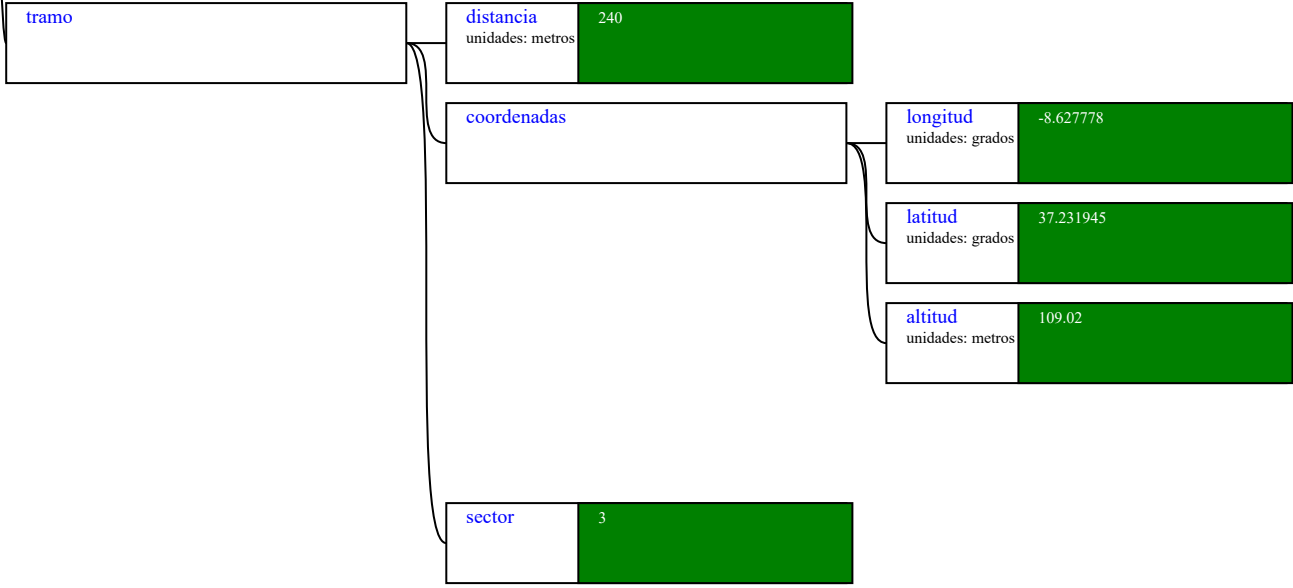 tramo
distancia
unidades: metros
240
coordenadas
longitud
unidades: grados
-8.627778
latitud
unidades: grados
37.231945
altitud
unidades: metros
109.02
sector
3